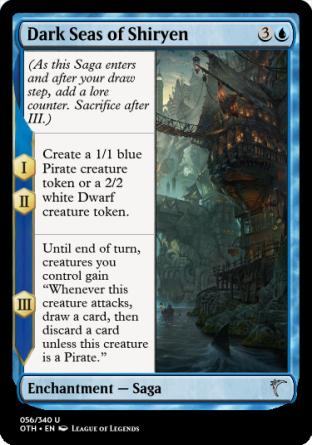 Dark Seas of Shiryen 3
(As this Saga enters
and after your draw
step, add a lore
counter. Sacrifice after
III.)
I
II
Create a 1/1 blue
Pirate creature
token or a 2/2
white Dwarf
creature token.
III
Until end of turn,
creatures you
control gain
“Whenever this
creature attacks,
draw a card, then
discard a card
unless this creature
is a Pirate.”
Enchantment — Saga
056/340 U
OTH • EN League of Legends